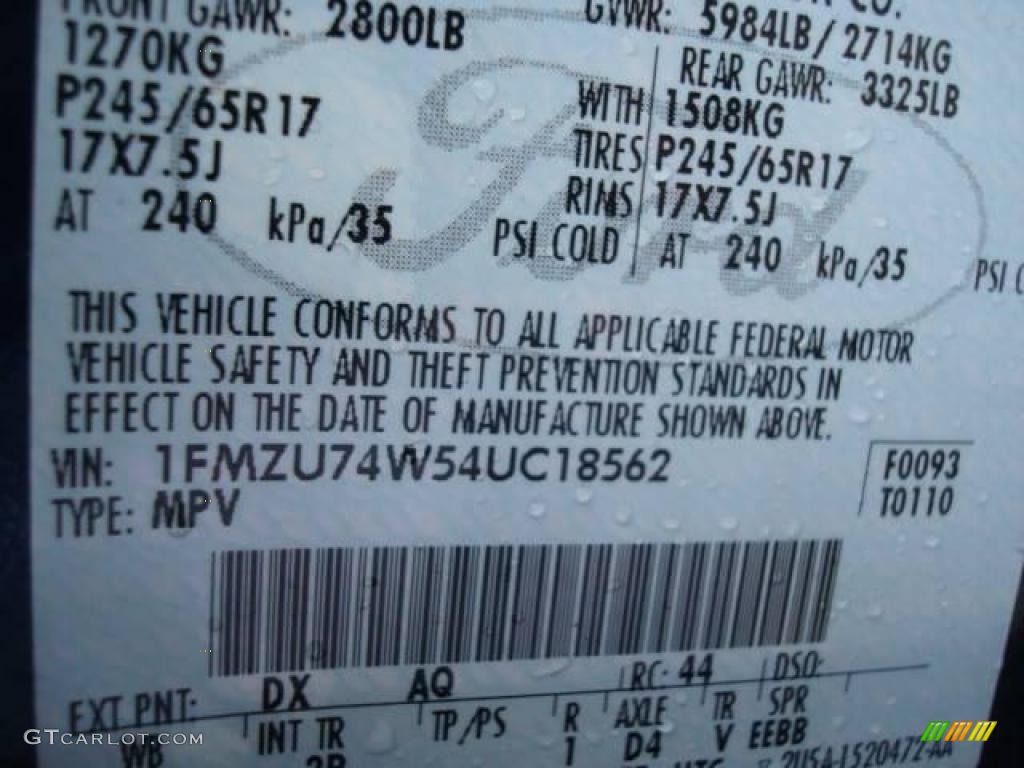 FRONT GAWR: 2800LB GVWR: 5984LB/2714KG
1270KG REAR GAWR: 3325LB
P245/65R17 WITH 1508KG
17X7.5J TIRES P245/65R17
RIMS 17X7.5J
AT 240 kPa/35 PSI COLD AT 240 kPa/35 PSI C
Ford
THIS VEHICLE CONFORMS TO ALL APPLICABLE FEDERAL MOTOR
VEHICLE SAFETY AND THEFT PREVENTION STANDARDS IN
EFFECT ON THE DATE OF MANUFACTURE SHOWN ABOVE.
VIN: 1FMZU74W54UC18562 F0093
TYPE: MPV T0110
EXT PNT: DX AQ RC: 44 DSO:
WB INT TR TP/PS R AXLE TR SPR
1 D4 V EEBB
GTCARLOT.COM